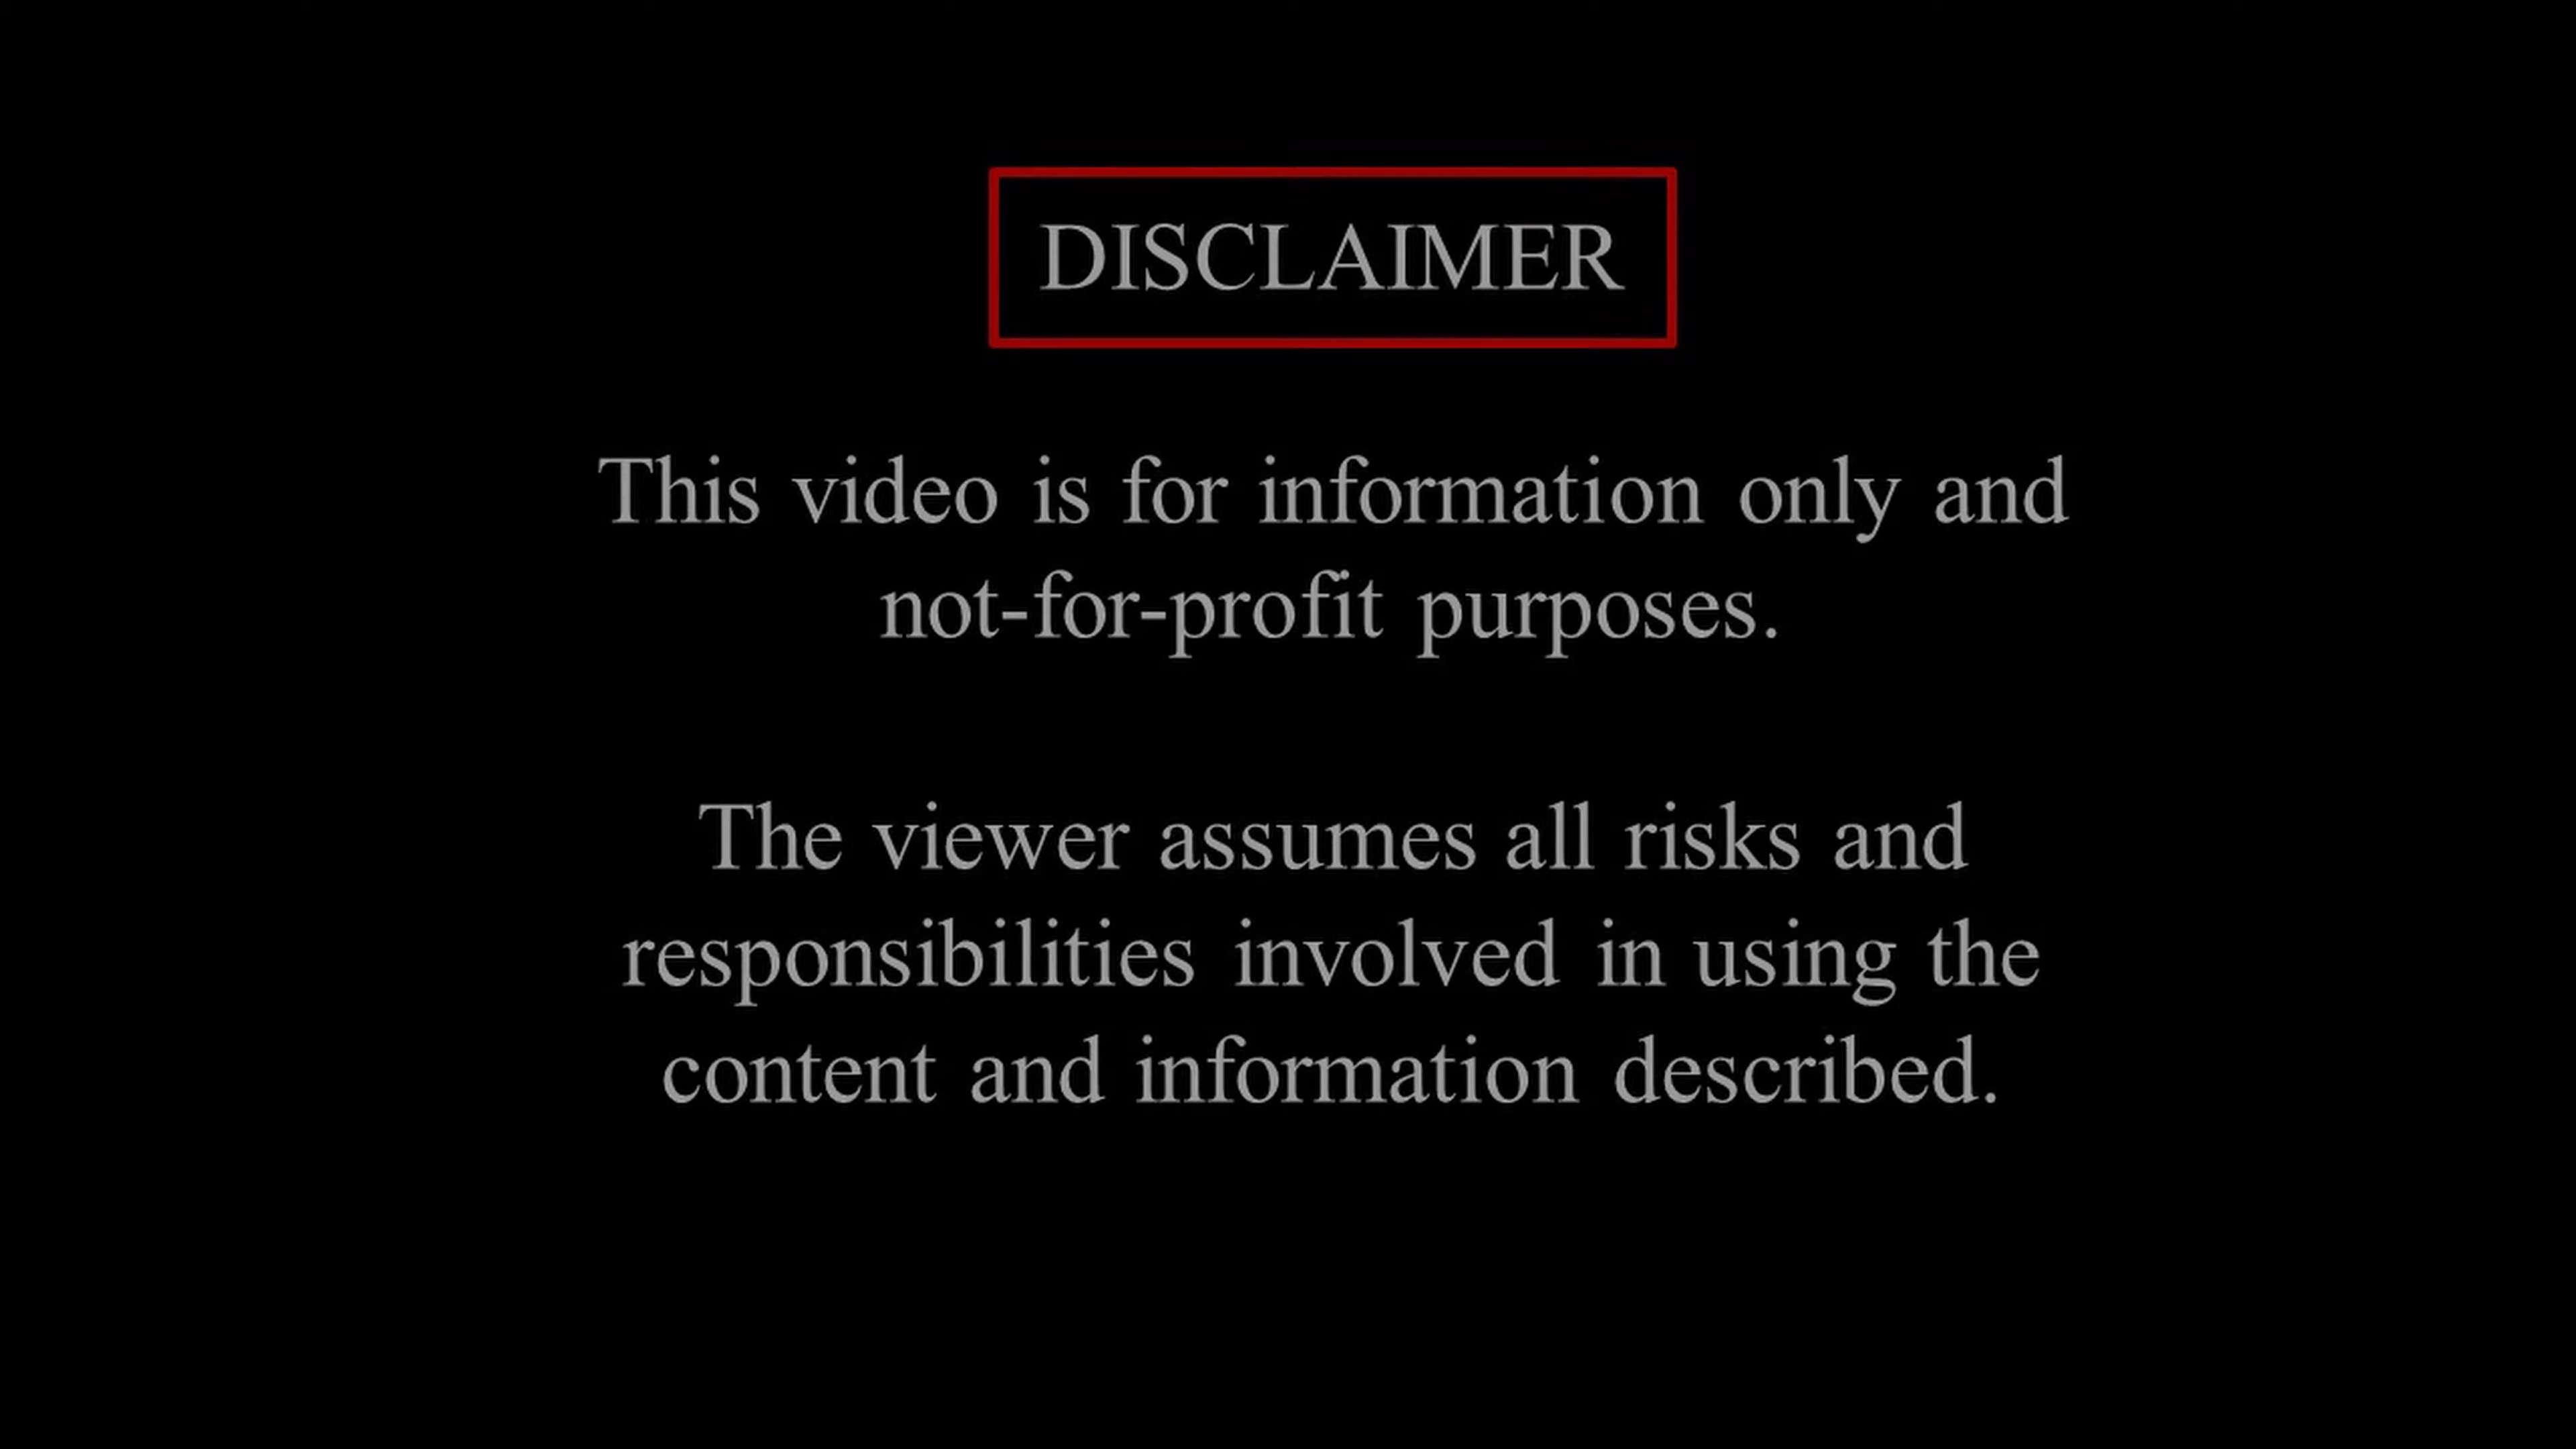 DISCLAIMER
This video is for information only and
not-for-profit purposes.
The viewer assumes all risks and
responsibilities involved in using the
content and information described.